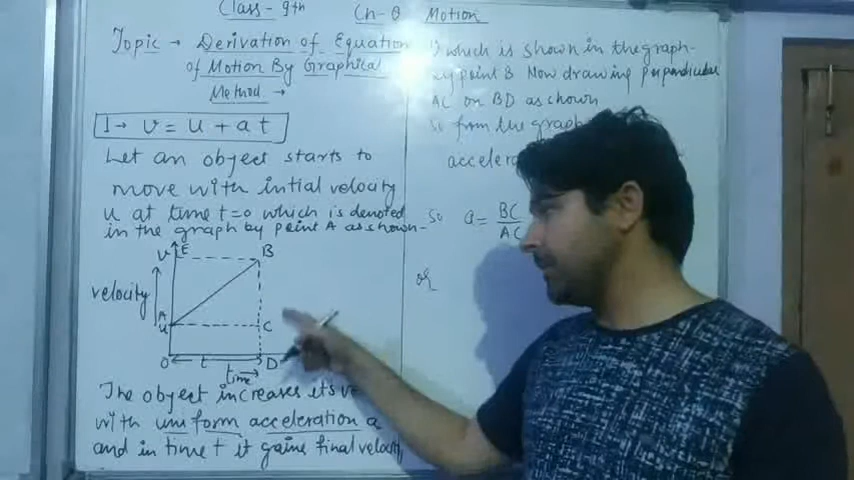 Class - 9th Ch - 8 Motion
Topic → Derivation of Equation
of Motion By Graphical
Method →
I → v = u + a t
Let an object starts to
move with intial velocity
u at time t=0 which is denoted
in the graph by point A as shown-
v E B
velocity
A
u C
O t D
time
The object increases its
with uniform acceleration a
and in time t it gains final velocity
which is shown in the graph
by point B Now drawing perpendicular
AC on BD as shown
So from the graph
So a = BC
AC
or